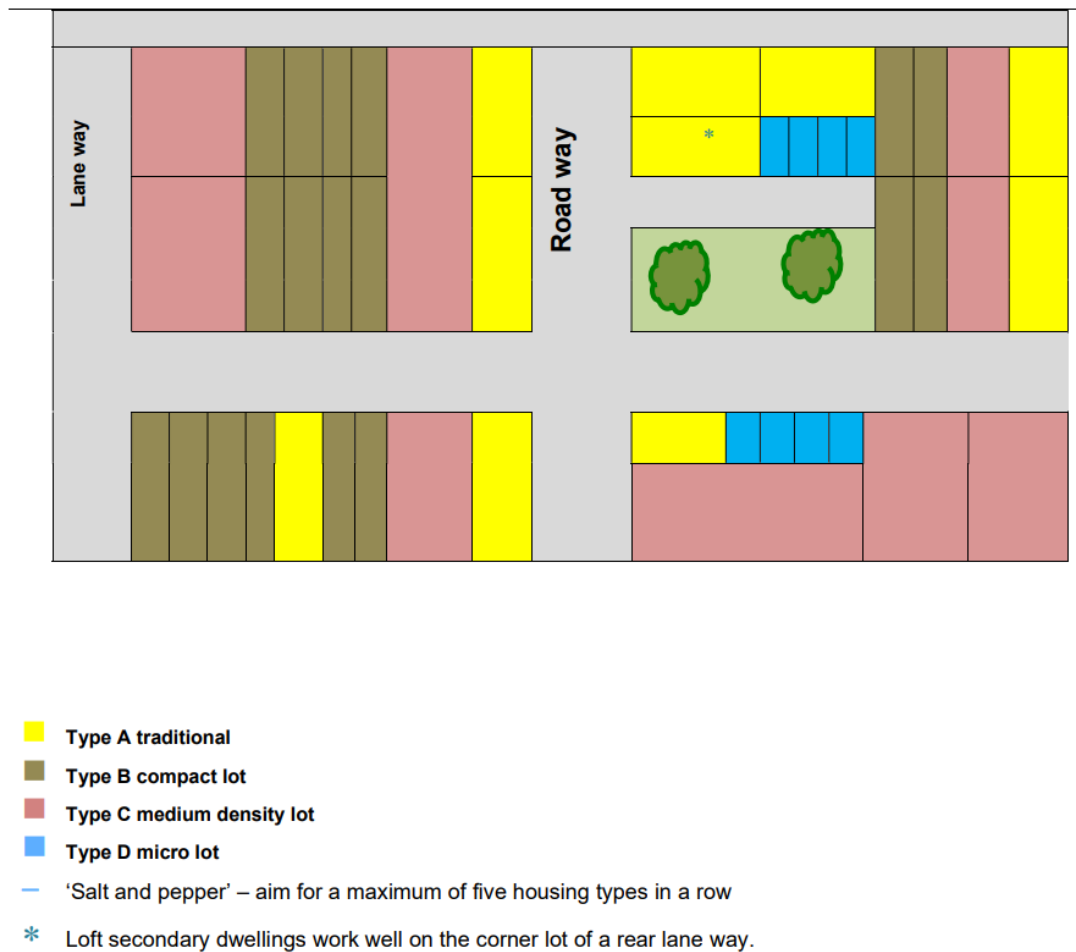 Lane way
Road way
*
Type A traditional
Type B compact lot
Type C medium density lot
Type D micro lot
– ‘Salt and pepper’ – aim for a maximum of five housing types in a row
* Loft secondary dwellings work well on the corner lot of a rear lane way.